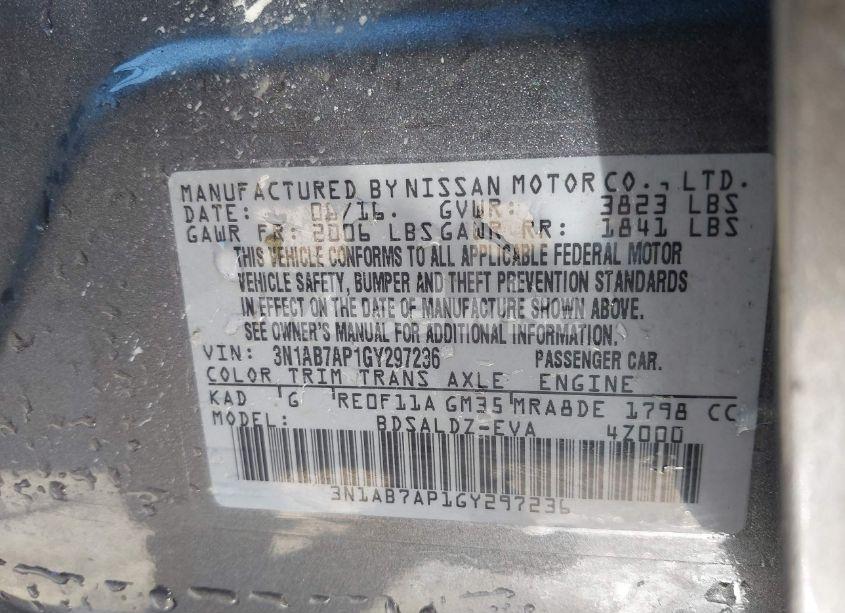 MANUFACTURED BY NISSAN MOTOR CO., LTD.
DATE: 06/16. GVWR: 3823 LBS
GAWR FR: 2006 LBS GAWR RR: 1841 LBS
THIS VEHICLE CONFORMS TO ALL APPLICABLE FEDERAL MOTOR
VEHICLE SAFETY, BUMPER AND THEFT PREVENTION STANDARDS
IN EFFECT ON THE DATE OF MANUFACTURE SHOWN ABOVE.
SEE OWNER'S MANUAL FOR ADDITIONAL INFORMATION.
VIN: 3N1AB7AP1GY297236 PASSENGER CAR.
COLOR TRIM TRANS AXLE ENGINE
KAD G RE0F11A GM35 MRA8DE 1798 CC
MODEL: BDSALDZ-EVA 4Z000
3N1AB7AP1GY297236